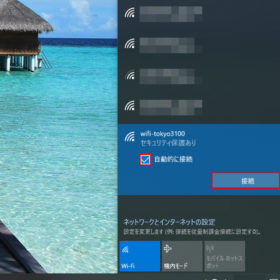 wifi-tokyo3100
セキュリティ保護あり
自動的に接続
接続
ネットワークとインターネットの設定
設定を変更します (例: 接続を従量制課金接続に設定する)。
Wi-Fi
機内モード
モバイル ホットス
ポット